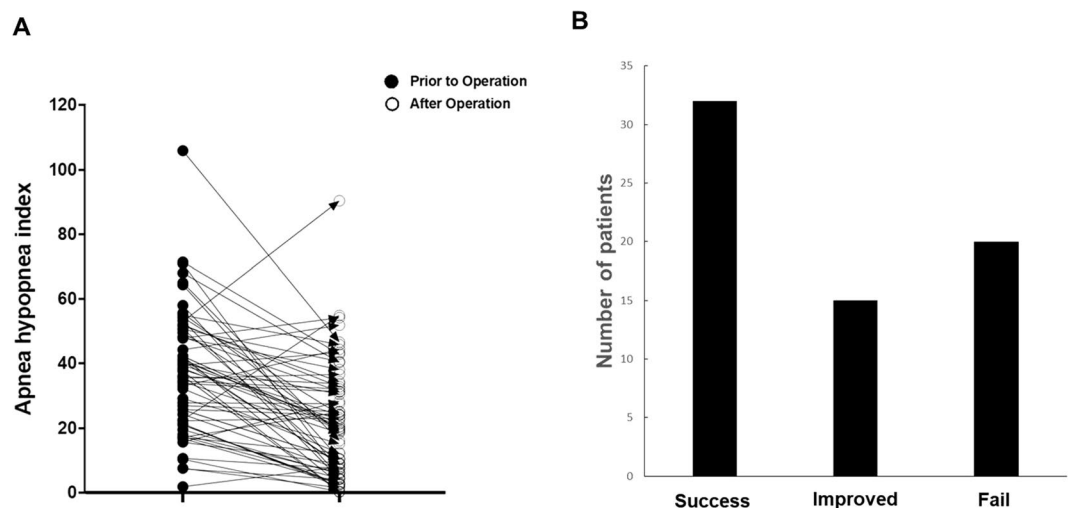 A
Prior to Operation
After Operation
Apnea hypopnea index
120
100
80
60
40
20
0
B
Number of patients
35
30
25
20
15
10
5
0
Success Improved Fail